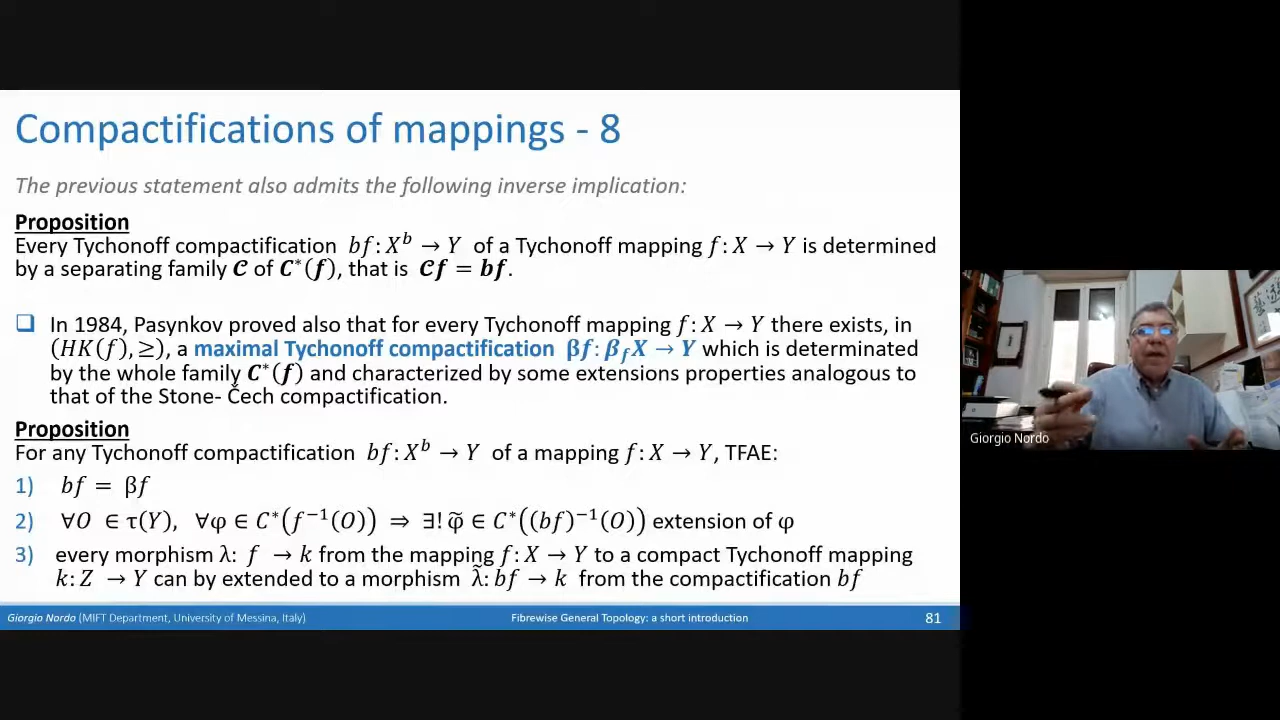 Compactifications of mappings - 8
The previous statement also admits the following inverse implication:
Proposition
Every Tychonoff compactification bf: Xᵇ → Y of a Tychonoff mapping f: X → Y is determined
by a separating family 𝓒 of C*(f), that is 𝓒f = bf.
❑ In 1984, Pasynkov proved also that for every Tychonoff mapping f: X → Y there exists, in
(HK(f), ≥), a maximal Tychonoff compactification βf: β_f X → Y which is determinated
by the whole family C*(f) and characterized by some extensions properties analogous to
that of the Stone- Čech compactification.
Proposition
For any Tychonoff compactification bf: Xᵇ → Y of a mapping f: X → Y, TFAE:
1) bf = βf
2) ∀O ∈ τ(Y), ∀φ ∈ C*(f⁻¹(O)) ⇒ ∃! φ̃ ∈ C*((bf)⁻¹(O)) extension of φ
3) every morphism λ: f → k from the mapping f: X → Y to a compact Tychonoff mapping
k: Z → Y can by extended to a morphism λ̃: bf → k from the compactification bf
Giorgio Nordo (MIFT Department, University of Messina, Italy)
Fibrewise General Topology: a short introduction
81
Giorgio Nordo